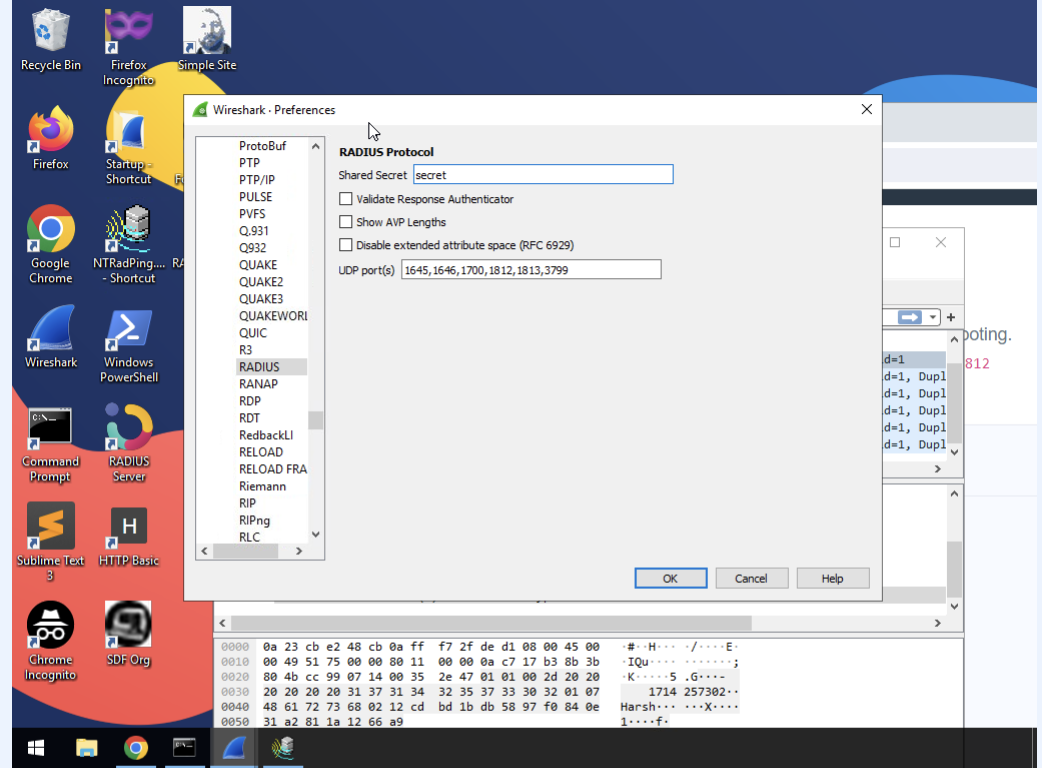 Recycle Bin
Firefox
Incognito
Simple Site
Firefox
Startup -
Shortcut
Google
Chrome
NTRadPing....
- Shortcut
Wireshark
Windows
PowerShell
Command
Prompt
RADIUS
Server
Sublime Text
3
H
HTTP Basic
Chrome
Incognito
SDF Org
Wireshark · Preferences
ProtoBuf
PTP
PTP/IP
PULSE
PVFS
Q.931
Q932
QUAKE
QUAKE2
QUAKE3
QUAKEWORL
QUIC
R3
RADIUS
RANAP
RDP
RDT
RedbackLI
RELOAD
RELOAD FRA
Riemann
RIP
RIPng
RLC
RADIUS Protocol
Shared Secret secret
Validate Response Authenticator
Show AVP Lengths
Disable extended attribute space (RFC 6929)
UDP port(s) 1645,1646,1700,1812,1813,3799
OK Cancel Help
ooting.
812
d=1
d=1, Dupl
d=1, Dupl
d=1, Dupl
d=1, Dupl
d=1, Dupl
0000 0a 23 cb e2 48 cb 0a ff f7 2f de d1 08 00 45 00 ·#··H··· ·/····E·
0010 00 49 51 75 00 00 80 11 00 00 0a c7 17 b3 8b 3b ·IQu···· ·······;
0020 80 4b cc 99 07 14 00 35 2e 47 01 01 00 2d 20 20 ·K·····5 .G···-
0030 20 20 20 20 31 37 31 34 32 35 37 33 30 32 01 07 1714 257302··
0040 48 61 72 73 68 02 12 cd bd 1b db 58 97 f0 84 0e Harsh··· ···X····
0050 31 a2 81 1a 12 66 a9 1····f·